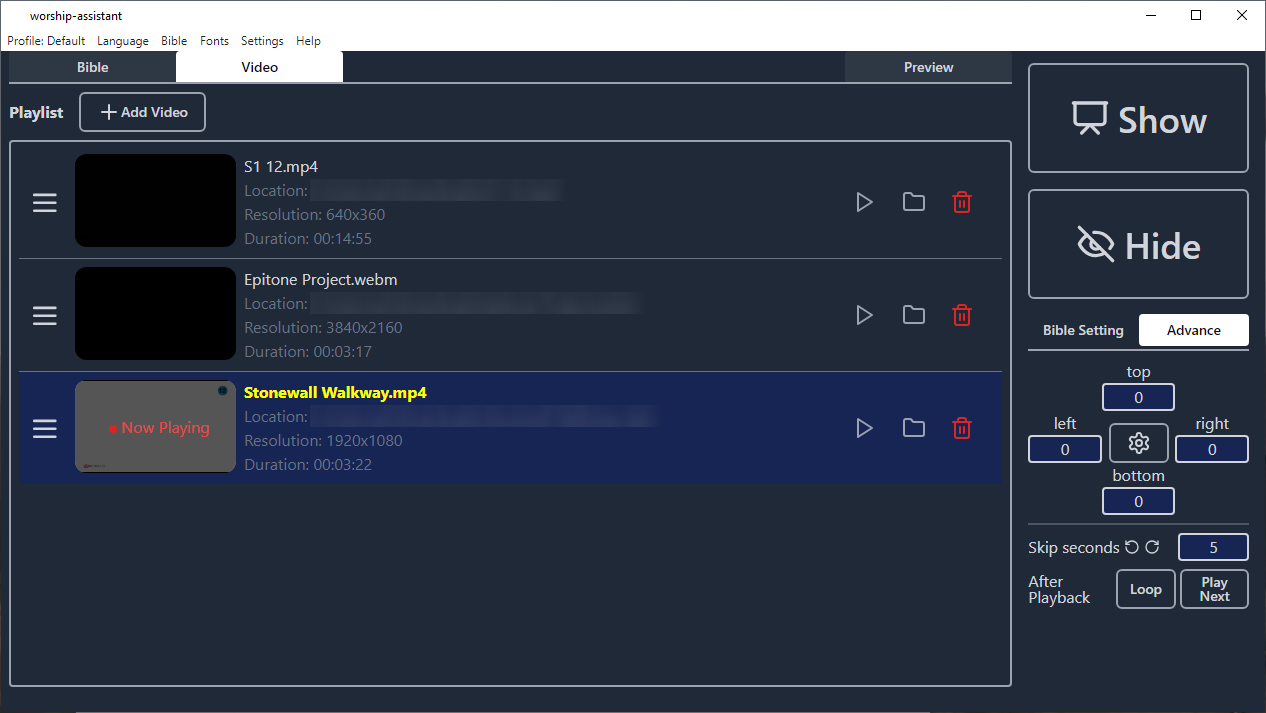 worship-assistant
Profile: Default Language Bible Fonts Settings Help
Bible Video Preview
Playlist Add Video
S1 12.mp4
Location:
Resolution: 640x360
Duration: 00:14:55
Epitone Project.webm
Location:
Resolution: 3840x2160
Duration: 00:03:17
Now Playing
Stonewall Walkway.mp4
Location:
Resolution: 1920x1080
Duration: 00:03:22
Show
Hide
Bible Setting Advance
top
0
left right
0 0
bottom
0
Skip seconds 5
After
Playback
Loop
Play
Next